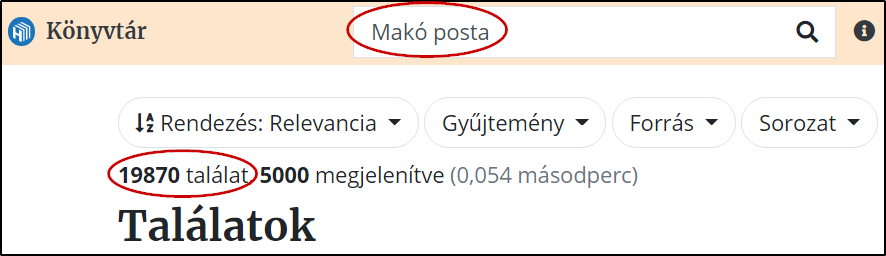 Könyvtár Makó posta
Rendezés: Relevancia Gyűjtemény Forrás Sorozat
19870 találat, 5000 megjelenítve (0,054 másodperc)
Találatok